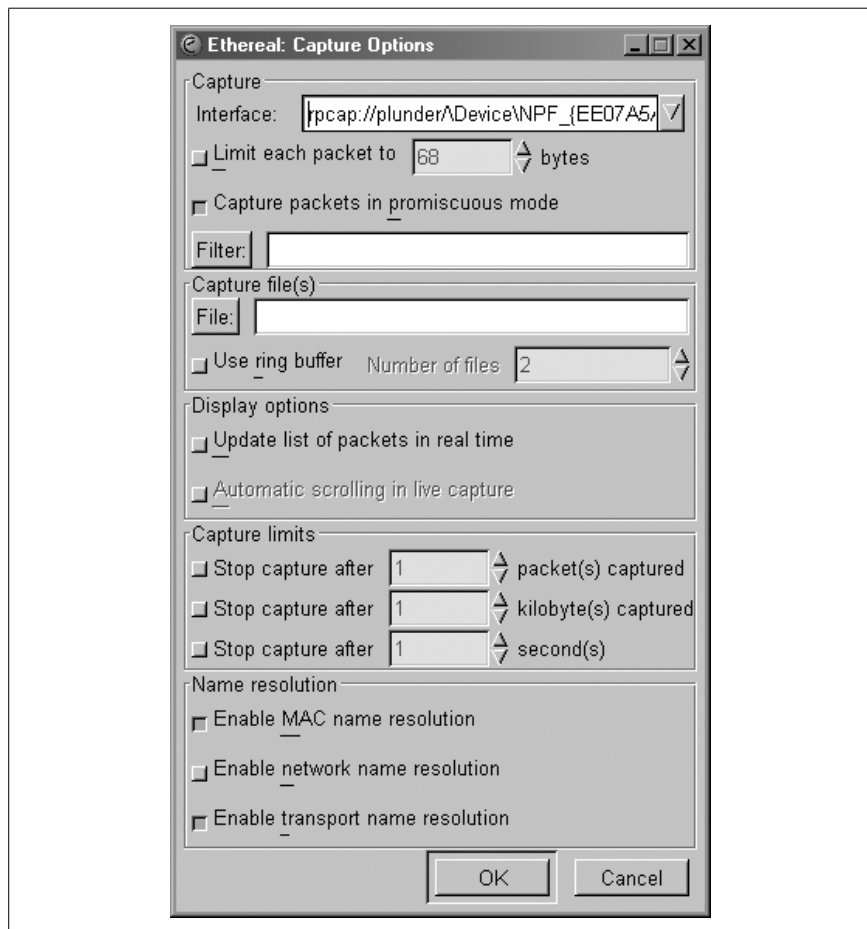 Ethereal: Capture Options
Capture
Interface: rpcap://plunder/\Device\NPF_{EE07A5
Limit each packet to 68 bytes
Capture packets in promiscuous mode
Filter:
Capture file(s)
File:
Use ring buffer Number of files 2
Display options
Update list of packets in real time
Automatic scrolling in live capture
Capture limits
Stop capture after 1 packet(s) captured
Stop capture after 1 kilobyte(s) captured
Stop capture after 1 second(s)
Name resolution
Enable MAC name resolution
Enable network name resolution
Enable transport name resolution
OK Cancel